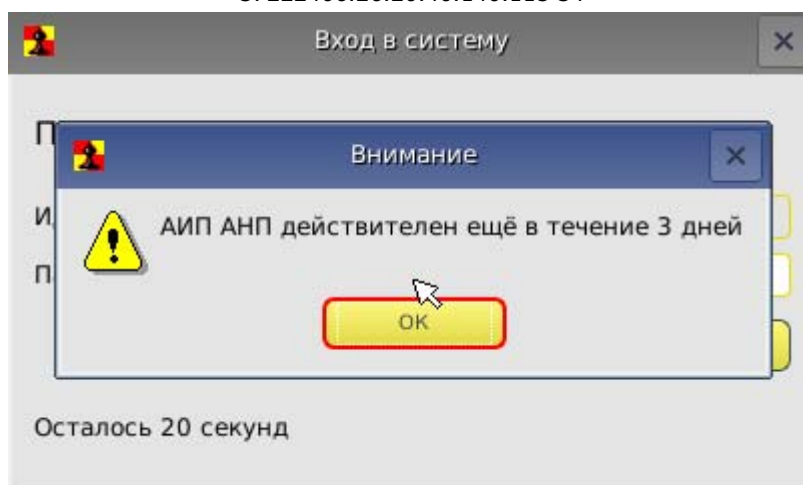 Вход в систему
Внимание
АИП АНП действителен ещё в течение 3 дней
OK
Осталось 20 секунд